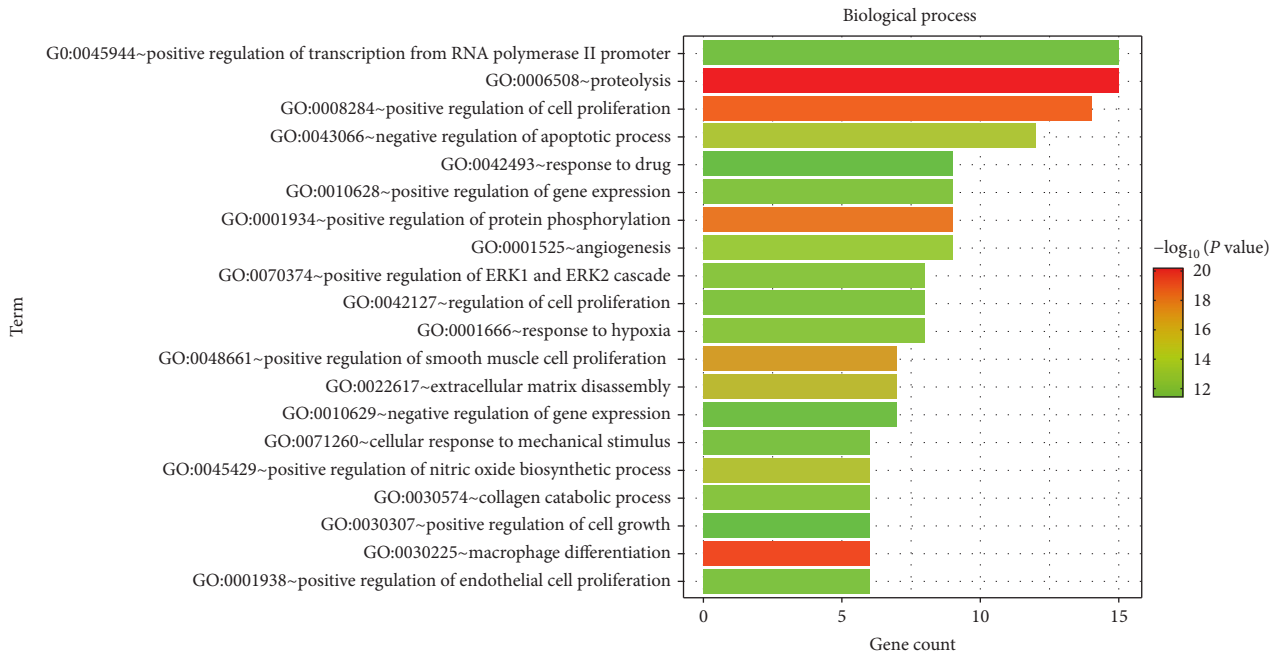 Biological process
G0:0045944~positive regulation of transcription from RNA polymerase II promoter
GO:0006508~proteolysis
GO:0008284~positive regulation of cell proliferation
GO:0043066~negative regulation of apoptotic process
GO:0042493~response to drug
GO:0010628~positive regulation of gene expression
GO:0001934~positive regulation of protein phosphorylation
GO:0001525~angiogenesis
GO:0070374~positive regulation of ERK1 and ERK2 cascade
GO:0042127~regulation of cell proliferation
GO:0001666~response to hypoxia
GO:0048661~positive regulation of smooth muscle cell proliferation
GO:0022617~extracellular matrix disassembly
GO:0010629~negative regulation of gene expression
GO:0071260~cellular response to mechanical stimulus
GO:0045429~positive regulation of nitric oxide biosynthetic process
GO:0030574~collagen catabolic process
GO:0030307~positive regulation of cell growth
GO:0030225~macrophage differentiation
GO:0001938~positive regulation of endothelial cell proliferation
Term
0 5 10 15
Gene count
−log10 (P value)
20
18
16
14
12